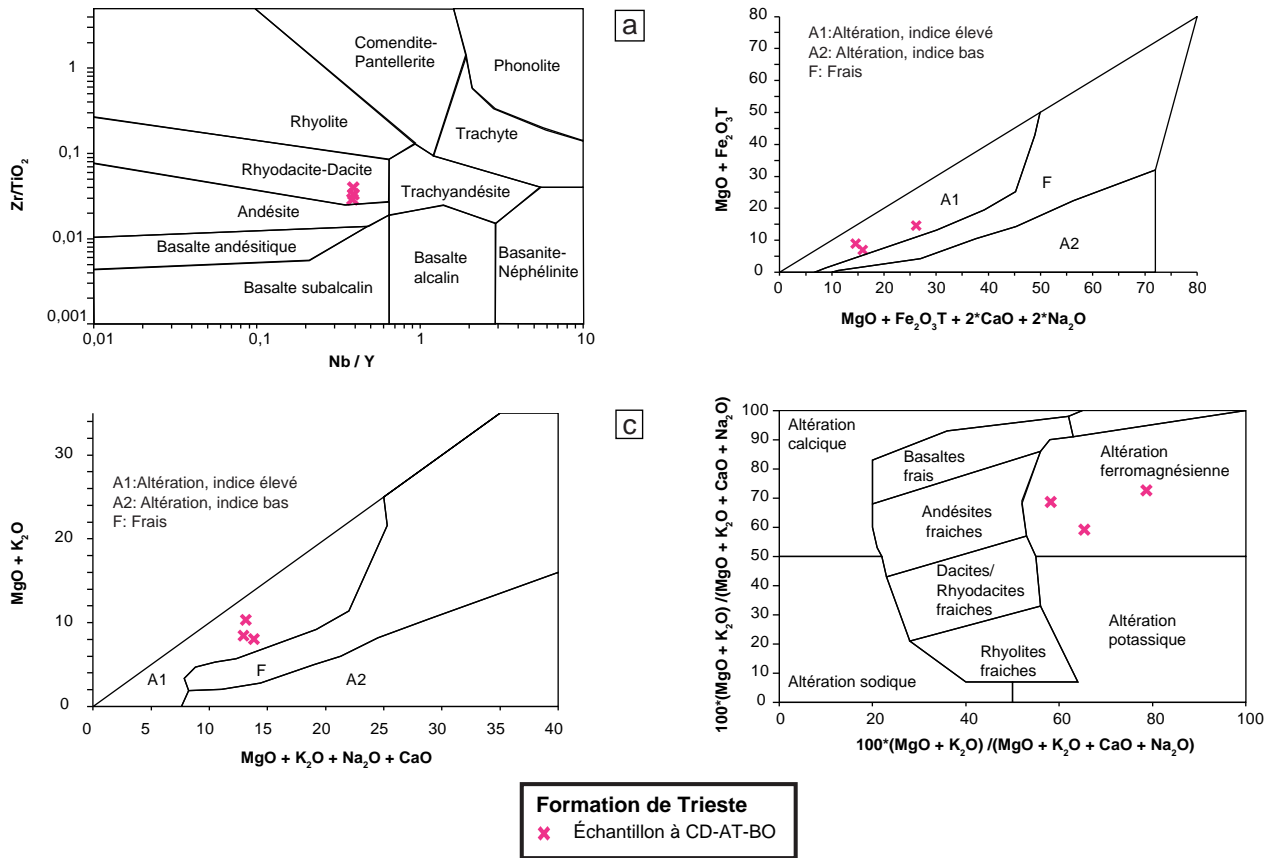 a
Comendite-
Pantellerite
Phonolite
Rhyolite
Trachyte
Rhyodacite-Dacite
Trachyandésite
Andésite
Basalte andésitique
Basalte
alcalin
Basanite-
Néphélinite
Basalte subalcalin
Zr/TiO₂
1
0,1
0,01
0,001
0,01
0,1
1
10
Nb / Y
A1:Altération, indice élevé
A2: Altération, indice bas
F: Frais
A1
F
A2
MgO + Fe₂O₃T
80
70
60
50
40
30
20
10
0
0 10 20 30 40 50 60 70 80
MgO + Fe₂O₃T + 2*CaO + 2*Na₂O
c
A1:Altération, indice élevé
A2: Altération, indice bas
F: Frais
A1
F
A2
MgO + K₂O
30
20
10
0
0 5 10 15 20 25 30 35 40
MgO + K₂O + Na₂O + CaO
Altération
calcique
Basaltes
frais
Altération
ferromagnésienne
Andésites
fraiches
Dacites/
Rhyodacites
fraiches
Altération
potassique
Rhyolites
fraiches
Altération sodique
100*(MgO + K₂O) /(MgO + K₂O + CaO + Na₂O)
100
90
80
70
60
50
40
30
20
10
0
0 20 40 60 80 100
100*(MgO + K₂O) /(MgO + K₂O + CaO + Na₂O)
Formation de Trieste
Échantillon à CD-AT-BO